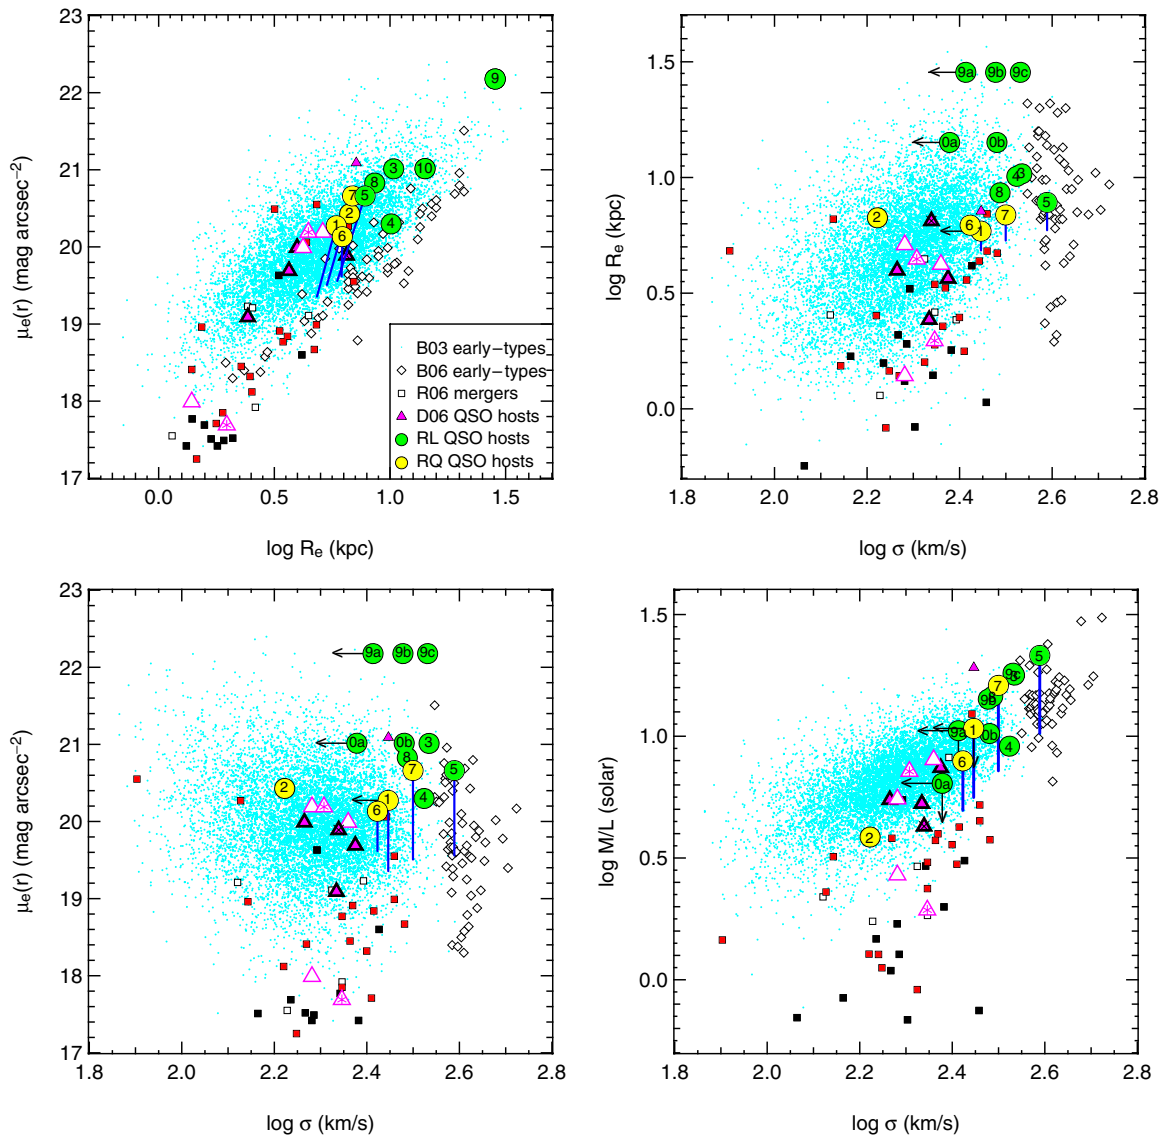 23
22
21
20
19
18
17
μe(r) (mag arcsec−2)
0.0
0.5
1.0
1.5
log Re (kpc)
9
3
10
8
7
5
2
4
1
6
B03 early−types
B06 early−types
R06 mergers
D06 QSO hosts
RL QSO hosts
RQ QSO hosts
1.5
1.0
0.5
0.0
log Re (kpc)
1.8
2.0
2.2
2.4
2.6
2.8
log σ (km/s)
9a
9b
9c
0a
0b
4
3
8
5
2
7
6
1
23
22
21
20
19
18
17
μe(r) (mag arcsec−2)
1.8
2.0
2.2
2.4
2.6
2.8
log σ (km/s)
9a
9b
9c
0a
0b
3
8
7
5
2
1
4
6
1.5
1.0
0.5
0.0
log M/L (solar)
1.8
2.0
2.2
2.4
2.6
2.8
log σ (km/s)
5
9c
3
7
9b
9a
1
0b
4
6
0a
2